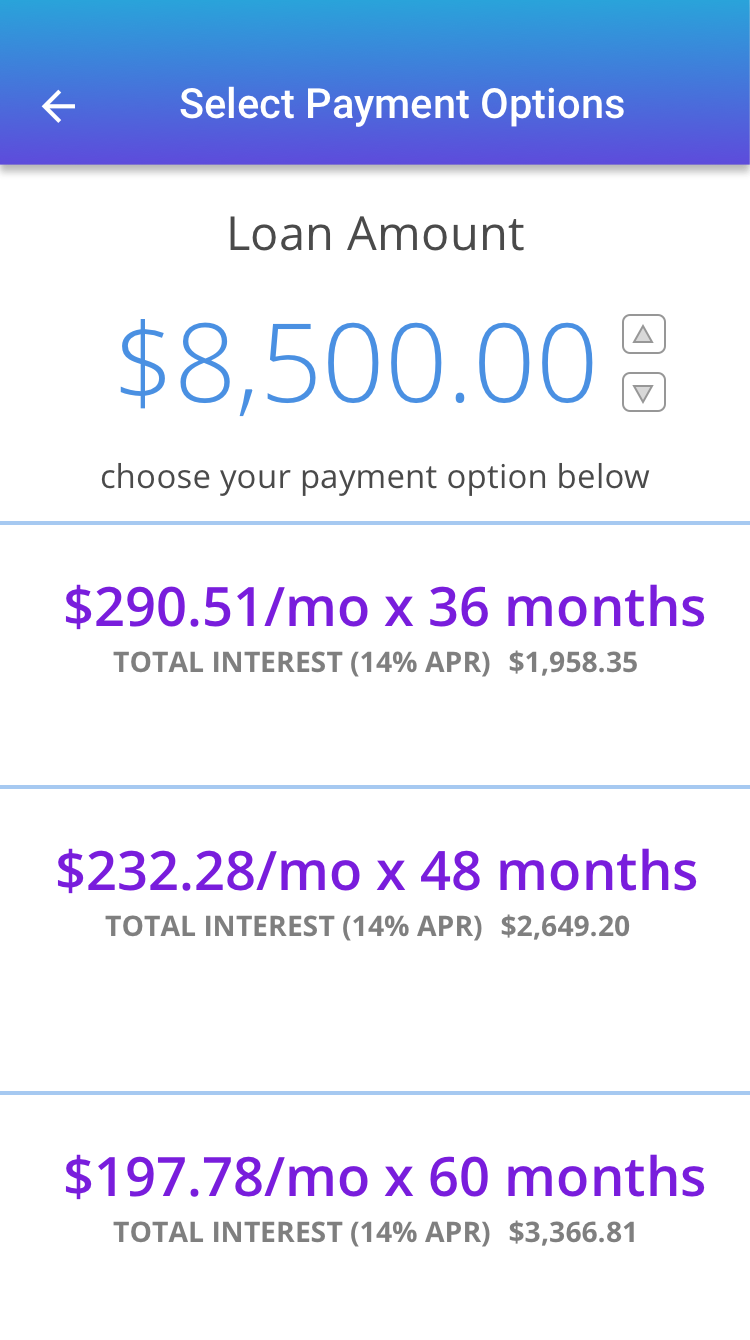 Select Payment Options
Loan Amount
$8,500.00
choose your payment option below
$290.51/mo x 36 months
TOTAL INTEREST (14% APR) $1,958.35
$232.28/mo x 48 months
TOTAL INTEREST (14% APR) $2,649.20
$197.78/mo x 60 months
TOTAL INTEREST (14% APR) $3,366.81